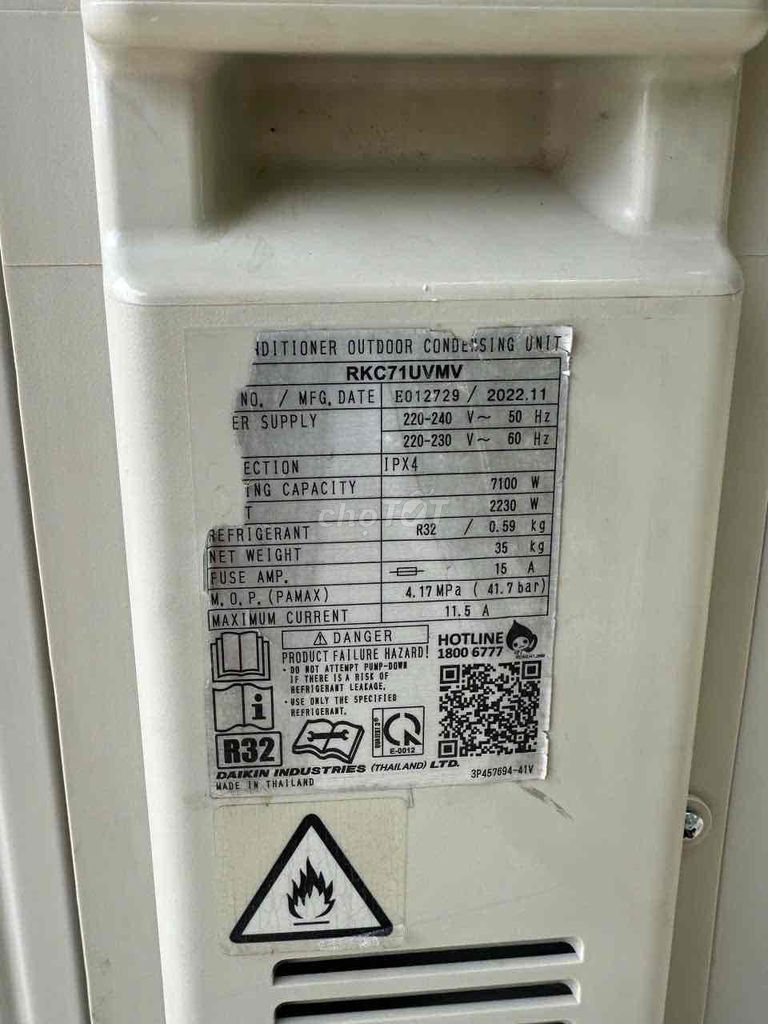 NDITIONER OUTDOOR CONDENSING UNIT
RKC71UVMV
NO. / MFG. DATE E012729 / 2022.11
ER SUPPLY 220-240 V~ 50 Hz
220-230 V~ 60 Hz
ECTION IPX4
ING CAPACITY 7100 W
T 2230 W
chợTỐT
REFRIGERANT R32 / 0.59 kg
NET WEIGHT 35 kg
FUSE AMP. 15 A
M.O.P. (PAMAX) 4.17 MPa ( 41.7 bar)
MAXIMUM CURRENT 11.5 A
⚠ DANGER
PRODUCT FAILURE HAZARD!
· DO NOT ATTEMPT PUMP-DOWN
IF THERE IS A RISK OF
REFRIGERANT LEAKAGE.
· USE ONLY THE SPECIFIED
REFRIGERANT.
HOTLINE
1800 6777
i
R32
E-0012
DAIKIN INDUSTRIES (THAILAND) LTD.
MADE IN THAILAND
3P457694-41V